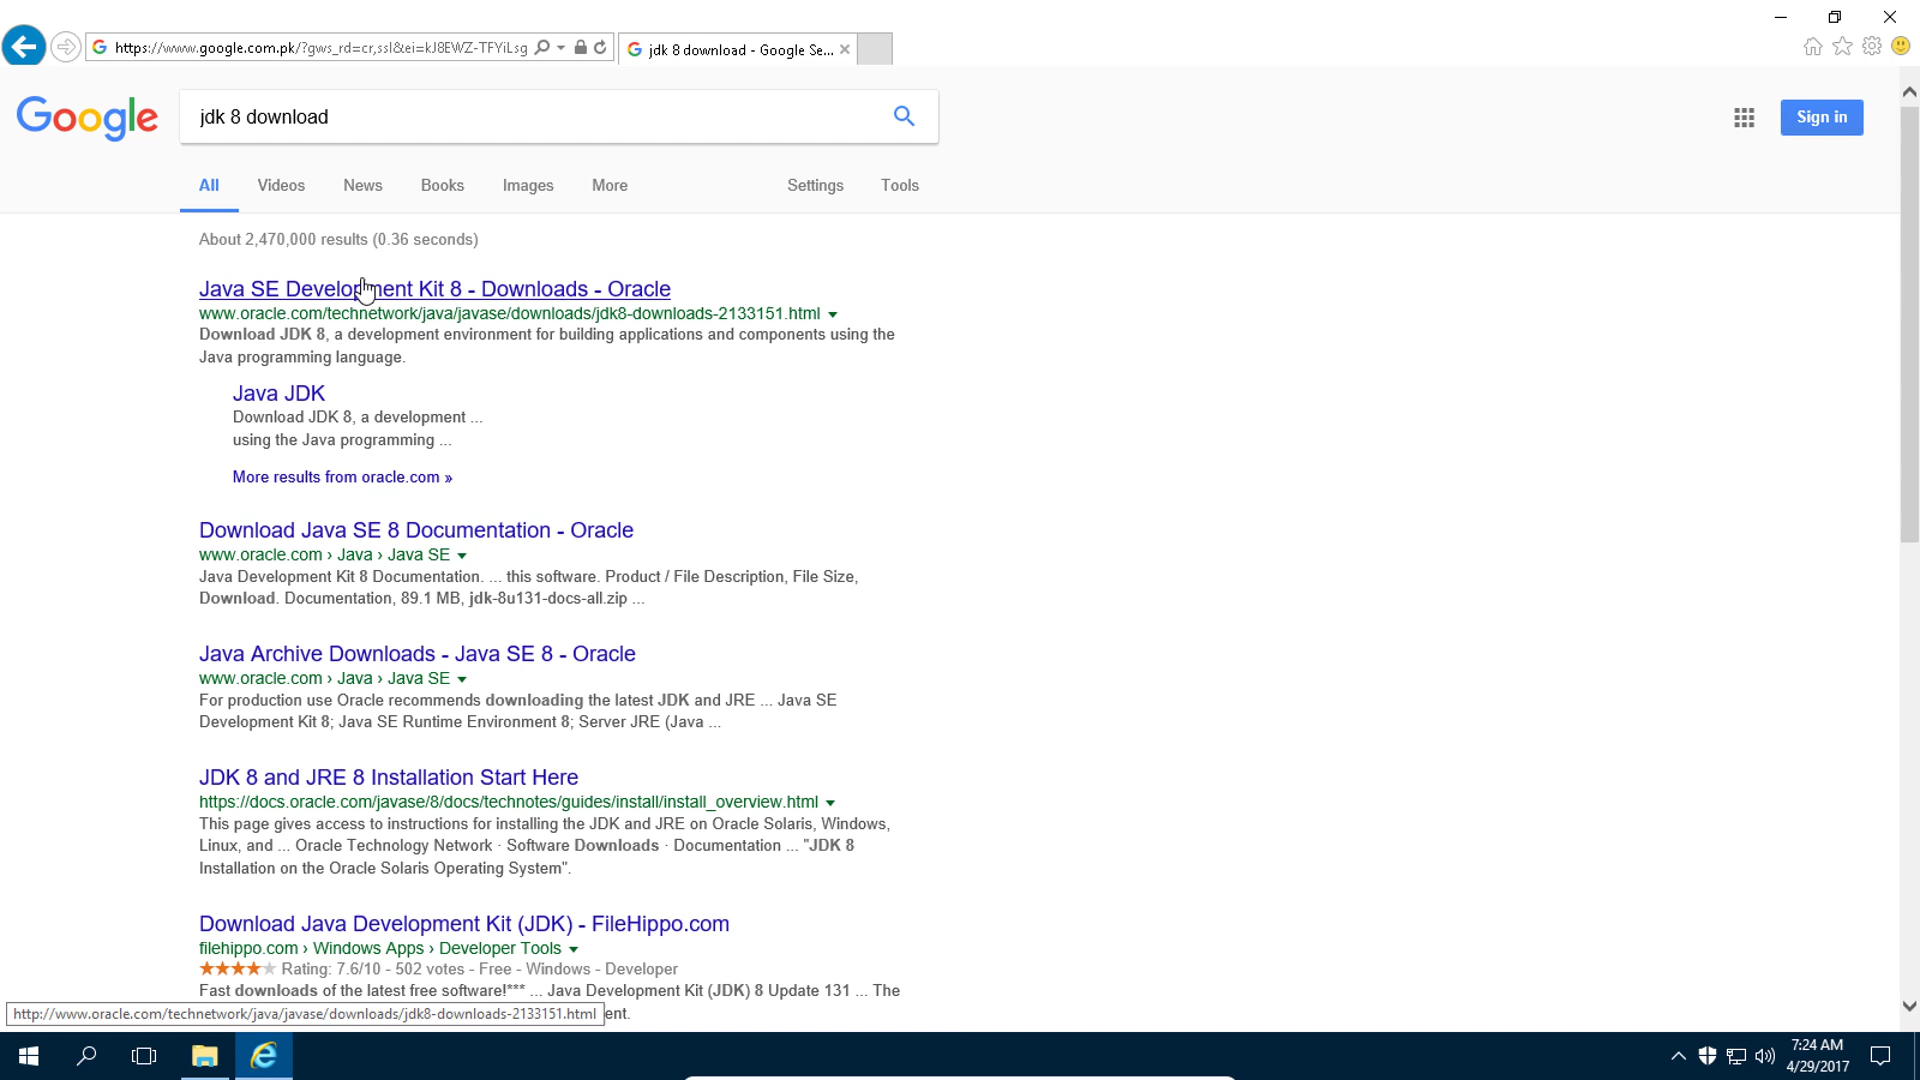 https://www.google.com.pk/?gws_rd=cr,ssl&ei=kJ8EWZ-TFYiLsg
jdk 8 download - Google Se...
Google
jdk 8 download
Sign in
All Videos News Books Images More Settings Tools
About 2,470,000 results (0.36 seconds)
Java SE Development Kit 8 - Downloads - Oracle
www.oracle.com/technetwork/java/javase/downloads/jdk8-downloads-2133151.html
Download JDK 8, a development environment for building applications and components using the
Java programming language.
Java JDK
Download JDK 8, a development ...
using the Java programming ...
More results from oracle.com »
Download Java SE 8 Documentation - Oracle
www.oracle.com › Java › Java SE
Java Development Kit 8 Documentation. ... this software. Product / File Description, File Size,
Download. Documentation, 89.1 MB, jdk-8u131-docs-all.zip ...
Java Archive Downloads - Java SE 8 - Oracle
www.oracle.com › Java › Java SE
For production use Oracle recommends downloading the latest JDK and JRE ... Java SE
Development Kit 8; Java SE Runtime Environment 8; Server JRE (Java ...
JDK 8 and JRE 8 Installation Start Here
https://docs.oracle.com/javase/8/docs/technotes/guides/install/install_overview.html
This page gives access to instructions for installing the JDK and JRE on Oracle Solaris, Windows,
Linux, and ... Oracle Technology Network · Software Downloads · Documentation ... "JDK 8
Installation on the Oracle Solaris Operating System".
Download Java Development Kit (JDK) - FileHippo.com
filehippo.com › Windows Apps › Developer Tools
Rating: 7.6/10 - 502 votes - Free - Windows - Developer
Fast downloads of the latest free software!*** ... Java Development Kit (JDK) 8 Update 131 ... The
http://www.oracle.com/technetwork/java/javase/downloads/jdk8-downloads-2133151.html ent.
7:24 AM
4/29/2017